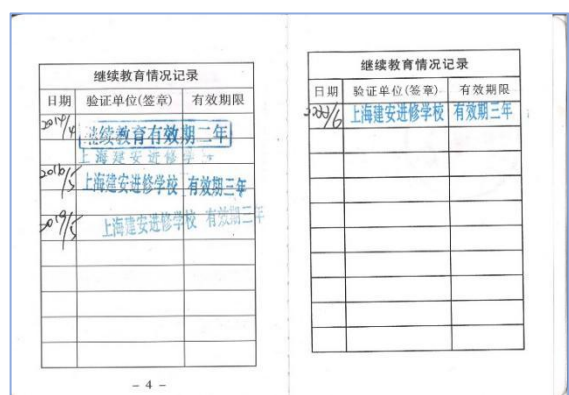 继续教育情况记录
日期 验证单位(签章) 有效期限
2014/4 继续教育有效期二年
上海建安进修学校
2016/5 上海建安进修学校 有效期三年
2019/5 上海建安进修学校 有效期三年
- 4 -
继续教育情况记录
日期 验证单位(签章) 有效期限
2022/6 上海建安进修学校 有效期三年